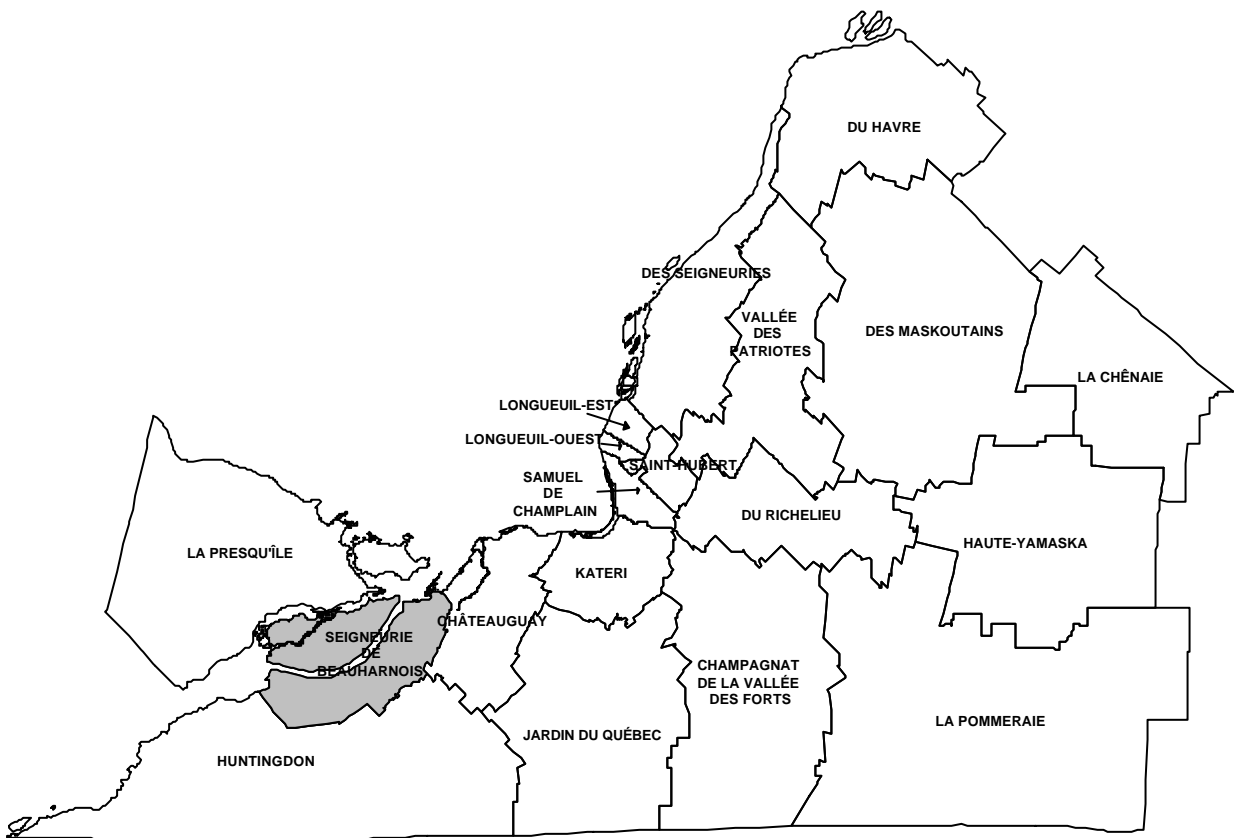 DU HAVRE
DES SEIGNEURIES
VALLÉE
DES
PATRIOTES
DES MASKOUTAINS
LA CHÊNAIE
LONGUEUIL-EST
LONGUEUIL-OUEST
SAINT-HUBERT
SAMUEL
DE
CHAMPLAIN
DU RICHELIEU
HAUTE-YAMASKA
LA PRESQU'ÎLE
KATERI
CHÂTEAUGUAY
SEIGNEURIE
DE
BEAUHARNOIS
CHAMPAGNAT
DE LA VALLÉE
DES FORTS
LA POMMERAIE
JARDIN DU QUÉBEC
HUNTINGDON